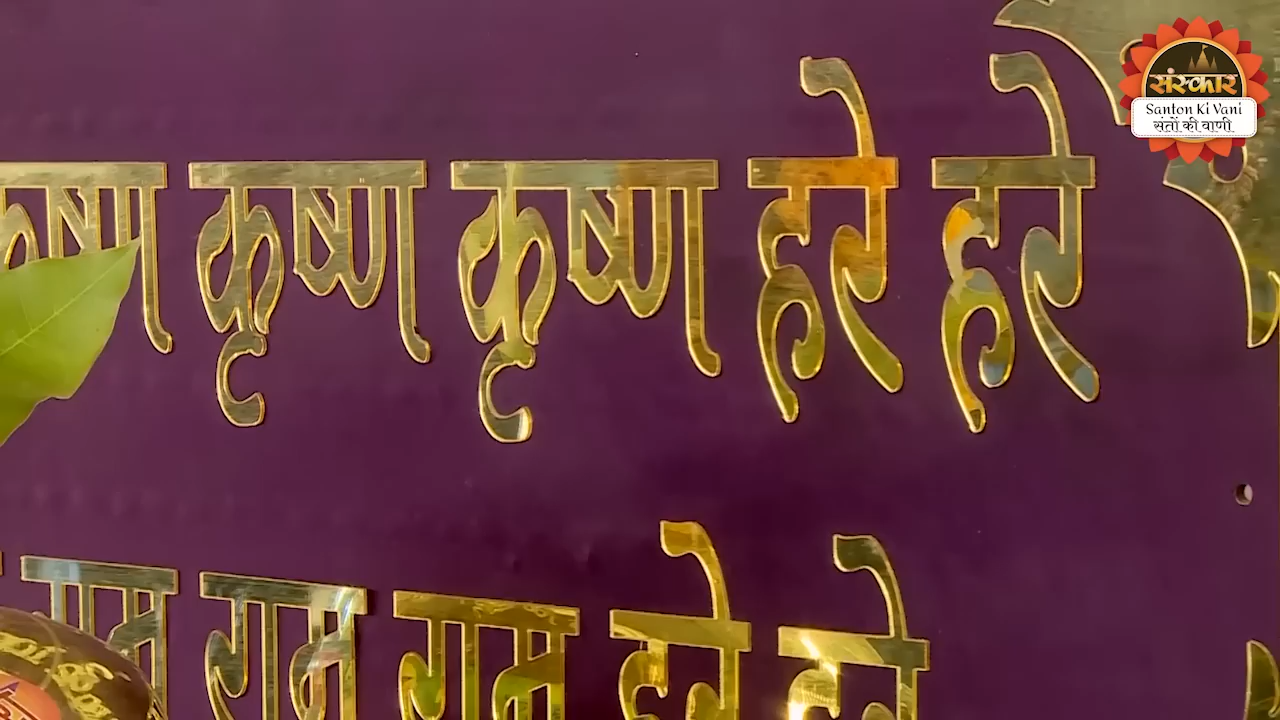 कृष्ण कृष्ण कृष्ण हरे हरे
राम राम राम हरे हरे
संस्कार
Santon Ki Vani
संतों की वाणी